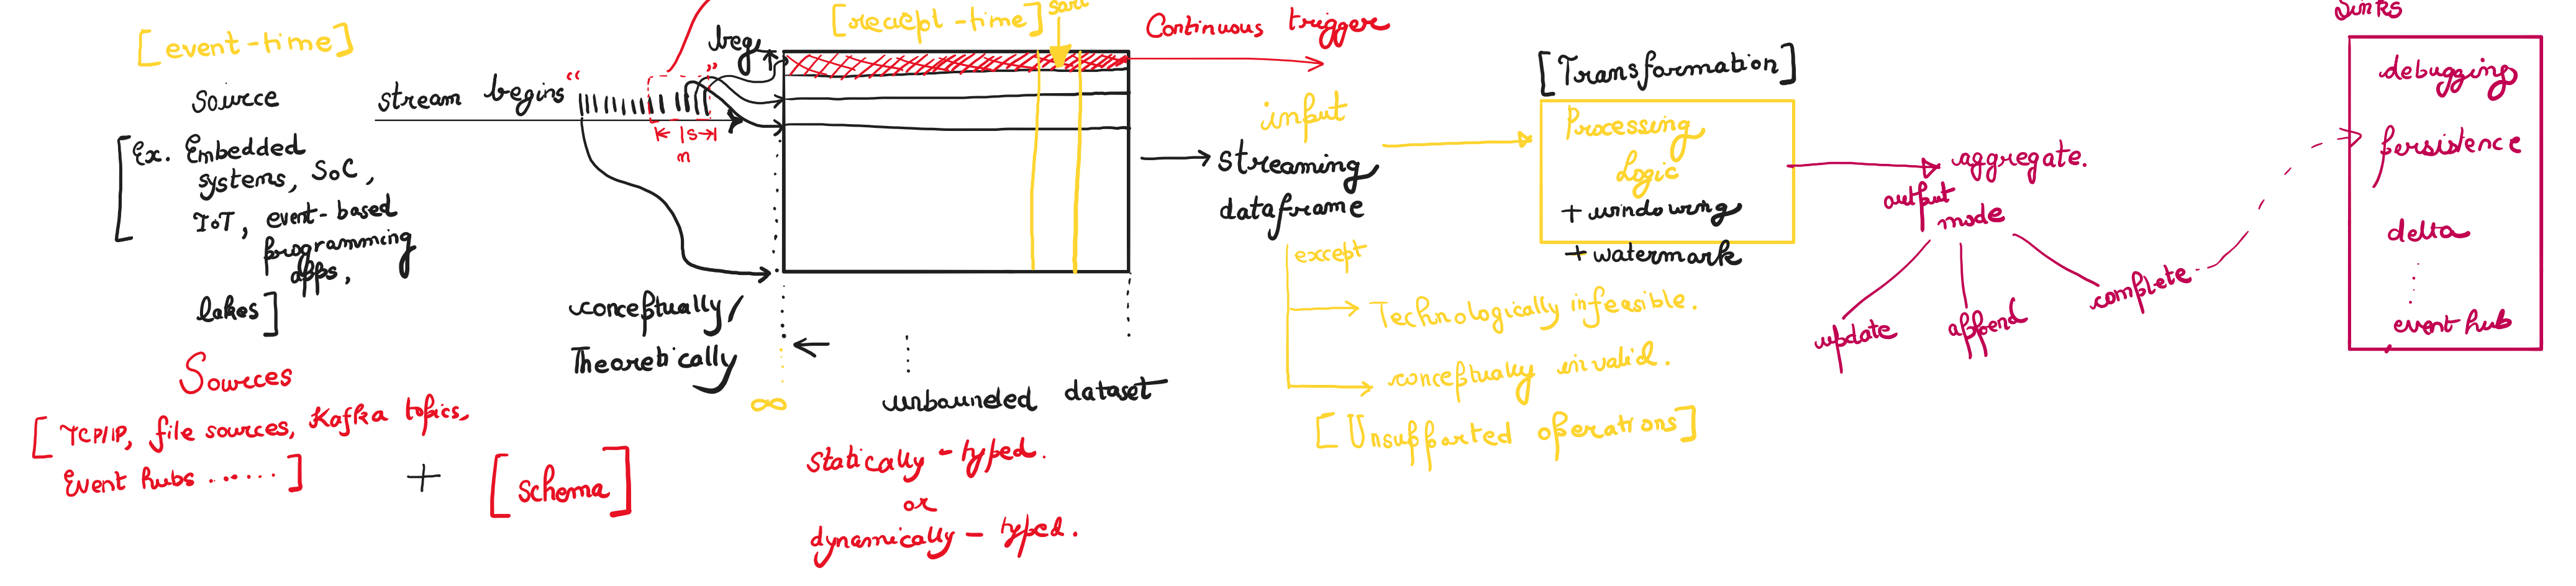 [event-time]
source
[Ex. Embedded
systems, SoC,
IoT, event-based
programming
apps,
lakes]
Sources
[TCP/IP, file sources, Kafka topics,
Event hubs ......]
+ [schema]
stream begins "
"
1s
m
beg
[reciept-time]
Continuous trigger
conceptually,
Theoretically
∞
unbounded dataset
statically-typed.
or
dynamically-typed.
input
streaming
dataframe
except
Technologically infeasible.
conceptually invalid.
[Unsupported operations]
[Transformation]
Processing
Logic
+ windowing
+ watermark
aggregate.
output
mode
update
append
complete
Sinks
debugging
persistence
delta
event hub